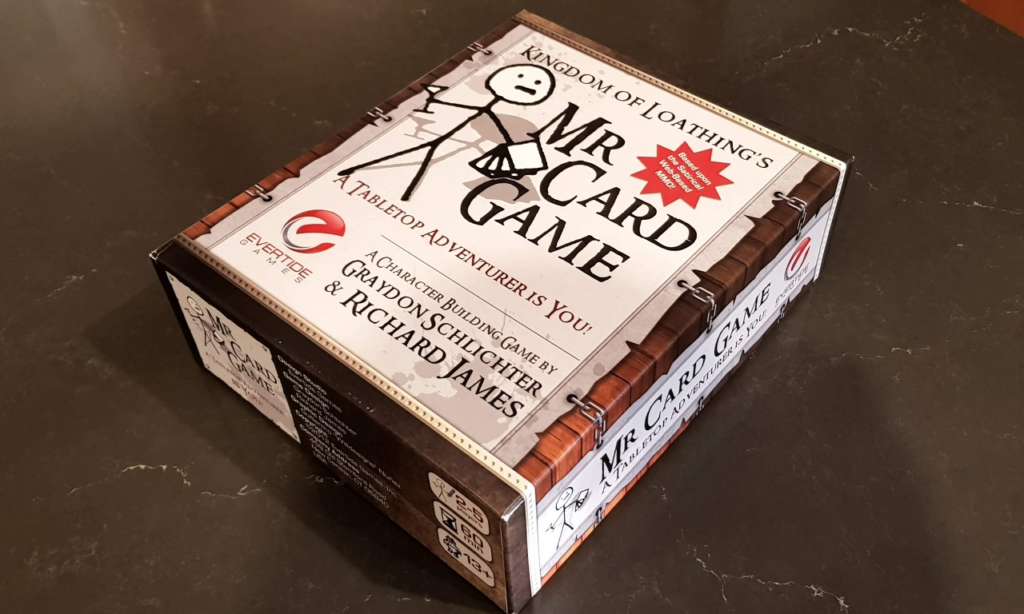 KINGDOM OF LOATHING'S
MR
CARD
GAME
Based upon
the Satirical
Web-Based
MMO!
A TABLETOP ADVENTURER IS YOU!
EVERTIDE
GAMES
A CHARACTER BUILDING GAME BY
GRAYDON SCHLICHTER
& RICHARD JAMES
MR
CARD
GAME
2-5
60
13+
MR CARD GAME
A TABLETOP ADVENTURER IS YOU!
EVERTIDE